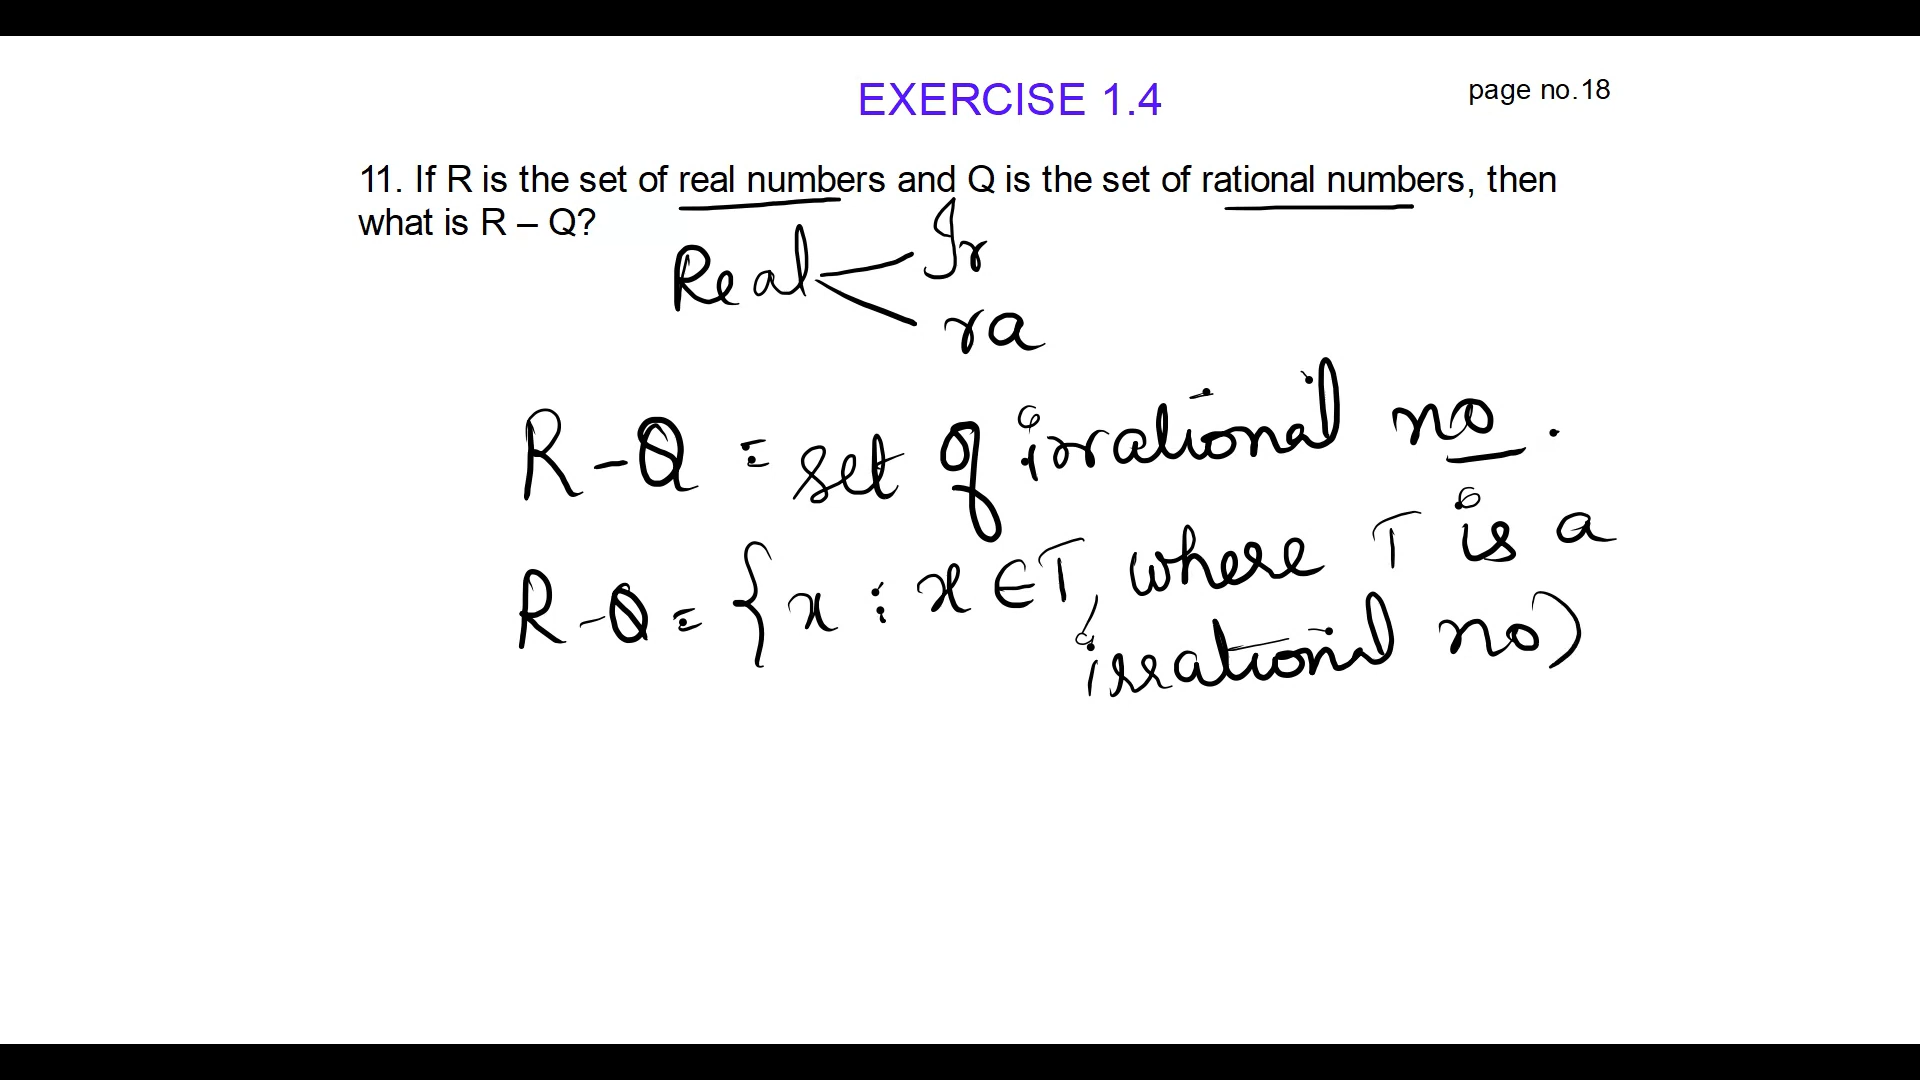 EXERCISE 1.4
page no.18
11. If R is the set of real numbers and Q is the set of rational numbers, then
what is R – Q?
Real
Ir
ra
R - Q = set of irrational no.
R - Q = { x : x ∈ T, where T is a
irrational no)